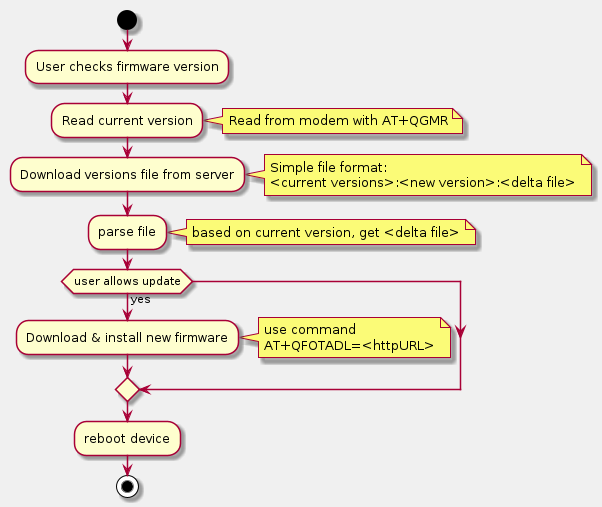 User checks firmware version
Read current version
Read from modem with AT+QGMR
Download versions file from server
Simple file format:
<current versions>:<new version>:<delta file>
parse file
based on current version, get <delta file>
user allows update
yes
Download & install new firmware
use command
AT+QFOTADL=<httpURL>
reboot device